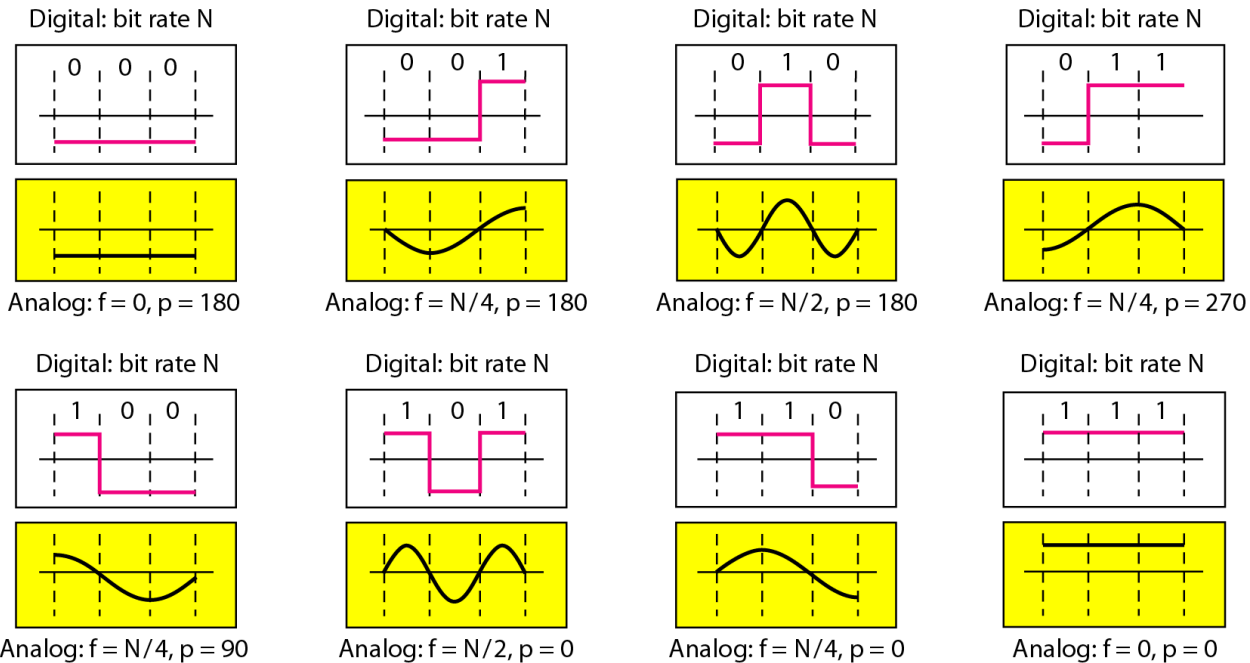 Digital: bit rate N
0 0 0
Analog: f = 0, p = 180
Digital: bit rate N
0 0 1
Analog: f = N/4, p = 180
Digital: bit rate N
0 1 0
Analog: f = N/2, p = 180
Digital: bit rate N
0 1 1
Analog: f = N/4, p = 270
Digital: bit rate N
1 0 0
Analog: f = N/4, p = 90
Digital: bit rate N
1 0 1
Analog: f = N/2, p = 0
Digital: bit rate N
1 1 0
Analog: f = N/4, p = 0
Digital: bit rate N
1 1 1
Analog: f = 0, p = 0